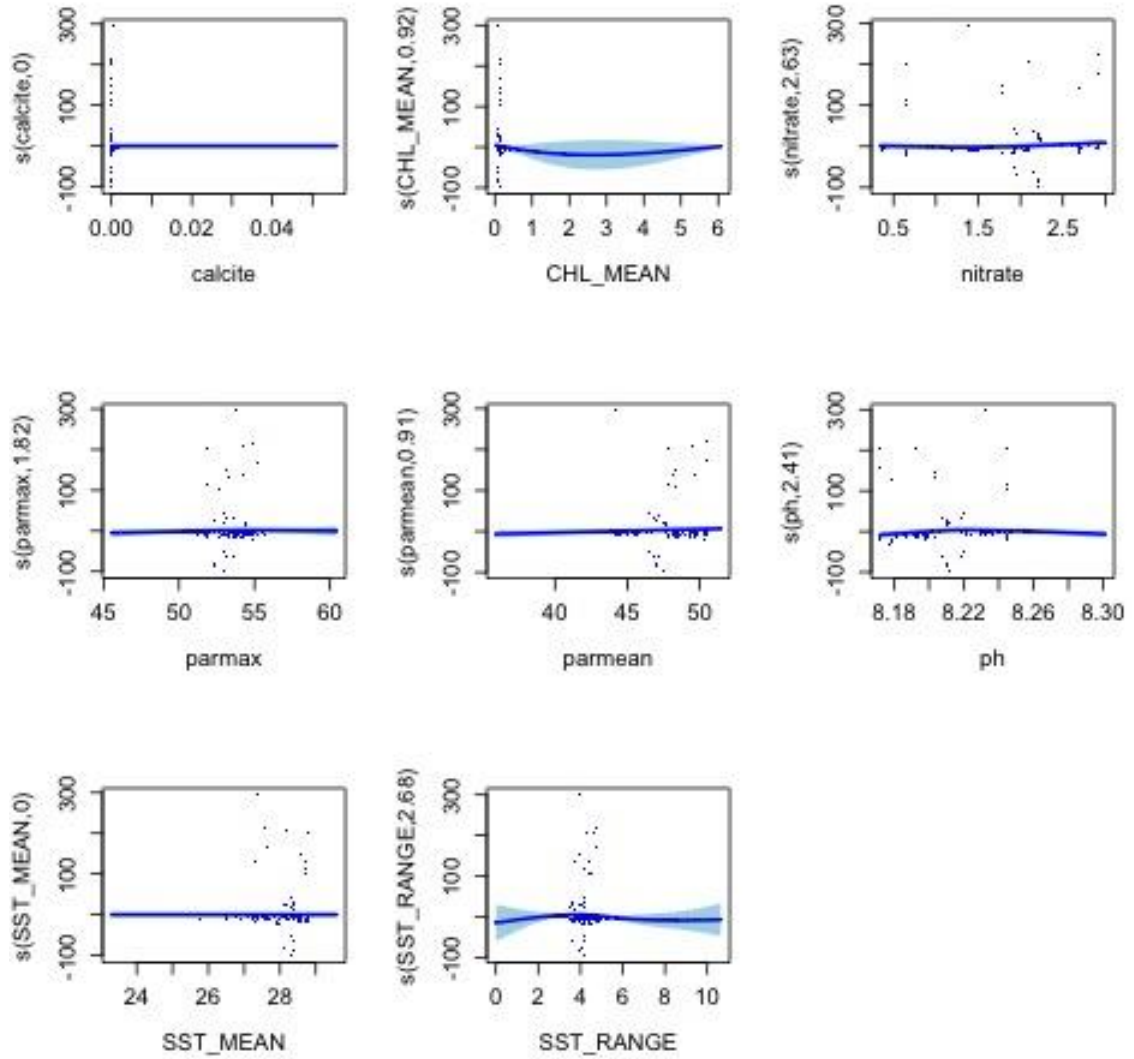 s(calcite,0)
300
100
-100
0.00 0.02 0.04
calcite
s(CHL_MEAN,0.92)
300
100
-100
0 1 2 3 4 5 6
CHL_MEAN
s(nitrate,2.63)
300
100
-100
0.5 1.5 2.5
nitrate
s(parmax,1.82)
300
100
-100
45 50 55 60
parmax
s(parmean,0.91)
300
100
-100
40 45 50
parmean
s(ph,2.41)
300
100
-100
8.18 8.22 8.26 8.30
ph
s(SST_MEAN,0)
300
100
-100
24 26 28
SST_MEAN
s(SST_RANGE,2.68)
300
100
-100
0 2 4 6 8 10
SST_RANGE